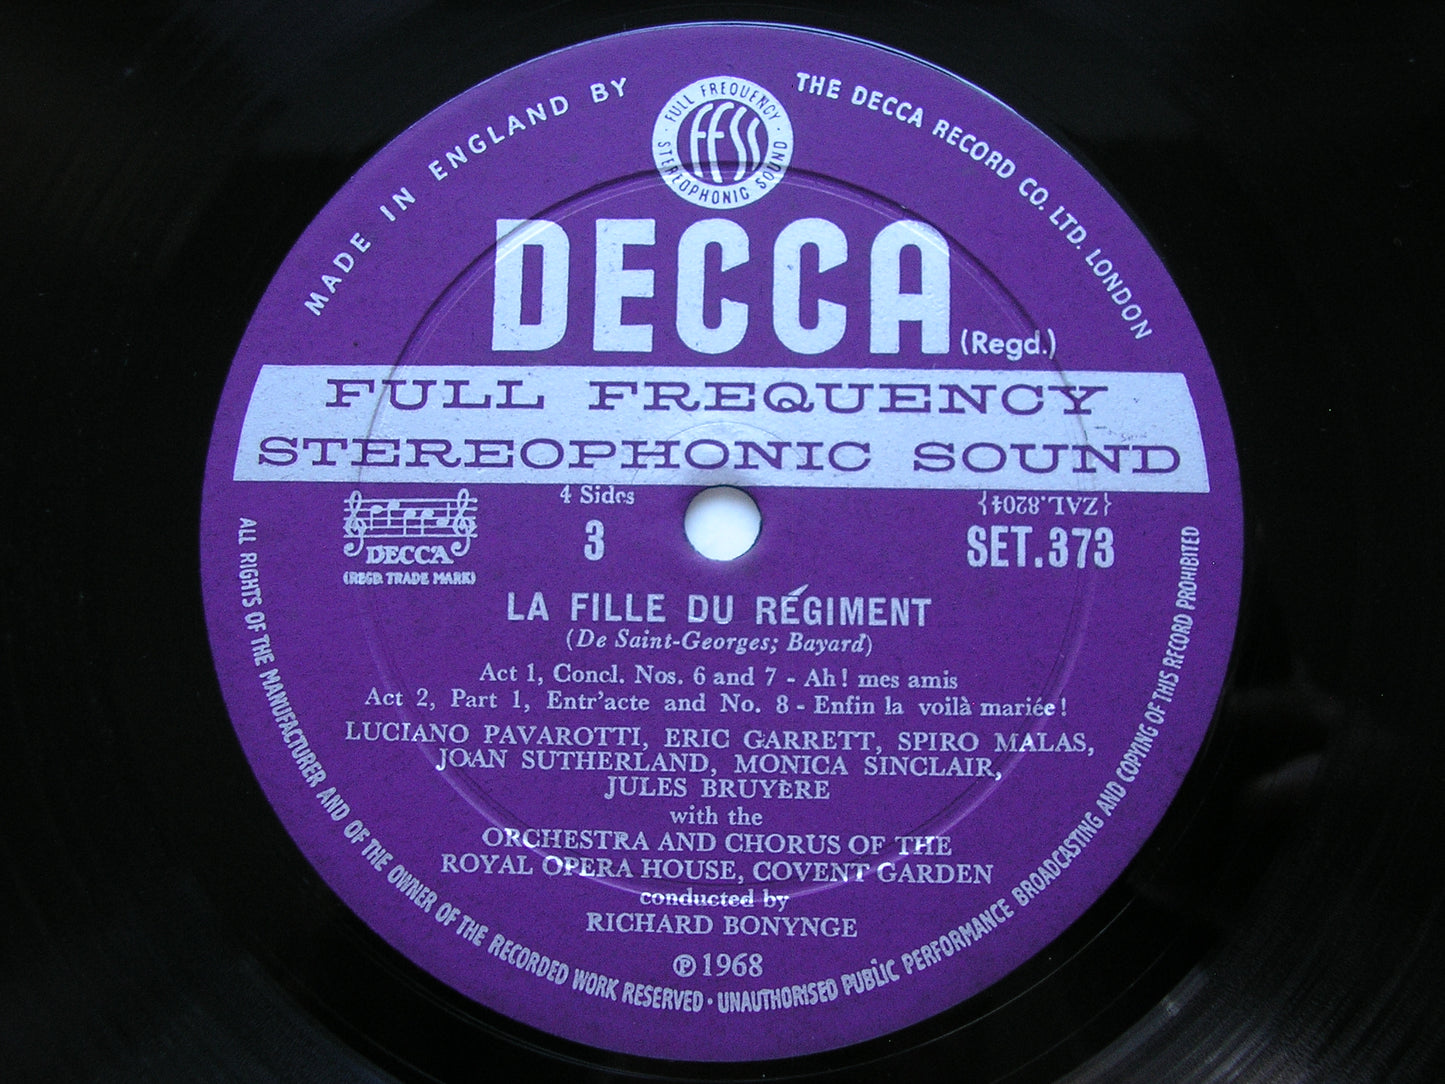 MADE IN ENGLAND BY
THE DECCA RECORD CO. LTD. LONDON
FULL FREQUENCY
FFSS
STEREOPHONIC SOUND
DECCA (Regd.)
FULL FREQUENCY
STEREOPHONIC SOUND
4 Sides
3
{ZAL.8204}
SET.373
DECCA
(REGD. TRADE MARK)
LA FILLE DU RÉGIMENT
(De Saint-Georges; Bayard)
Act 1, Concl. Nos. 6 and 7 - Ah! mes amis
Act 2, Part 1, Entr'acte and No. 8 - Enfin la voilà mariée!
LUCIANO PAVAROTTI, ERIC GARRETT, SPIRO MALAS,
JOAN SUTHERLAND, MONICA SINCLAIR,
JULES BRUYÈRE
with the
ORCHESTRA AND CHORUS OF THE
ROYAL OPERA HOUSE, COVENT GARDEN
conducted by
RICHARD BONYNGE
℗ 1968
ALL RIGHTS OF THE MANUFACTURER AND OF THE OWNER OF THE RECORDED WORK RESERVED · UNAUTHORISED PUBLIC PERFORMANCE BROADCASTING AND COPYING OF THIS RECORD PROHIBITED